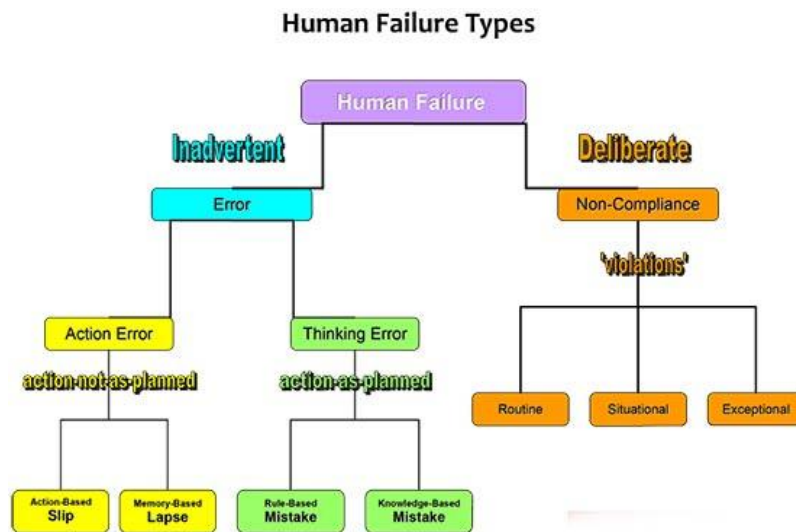 Human Failure Types
Human Failure
Inadvertent
Deliberate
Error
Non-Compliance
'violations'
Action Error
Thinking Error
action-not-as-planned
action-as-planned
Routine
Situational
Exceptional
Action-Based
Slip
Memory-Based
Lapse
Rule-Based
Mistake
Knowledge-Based
Mistake